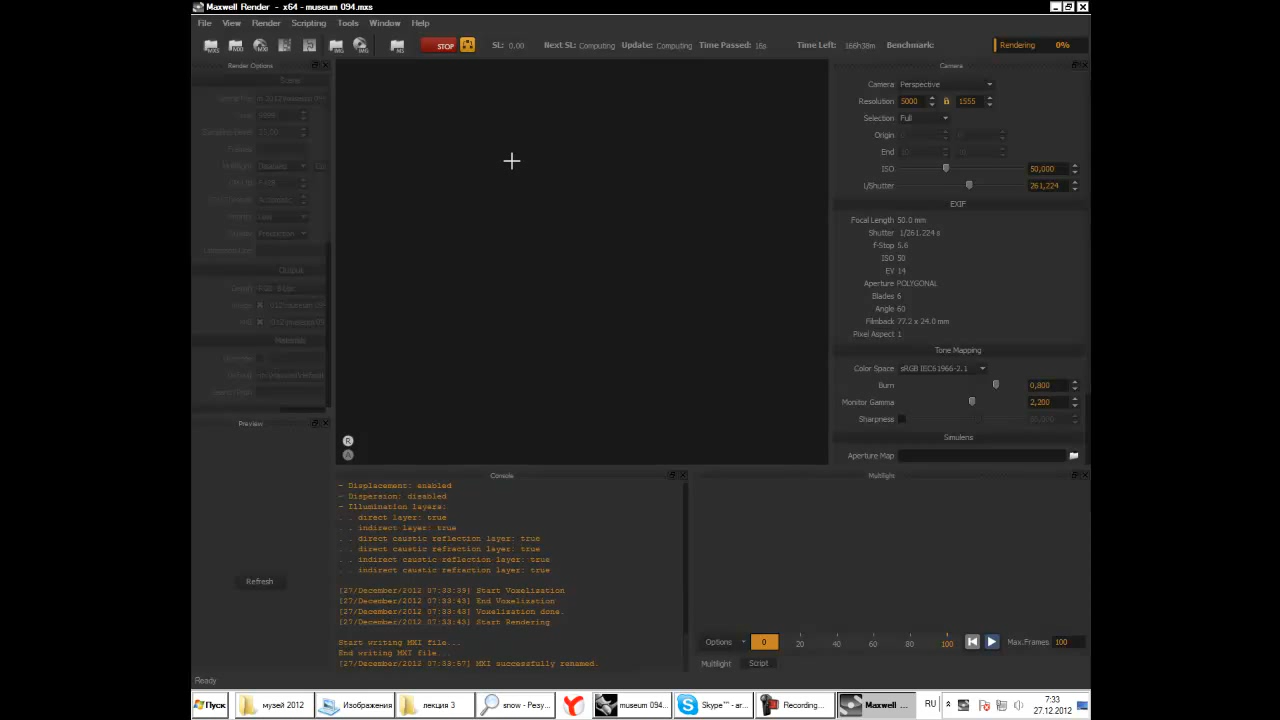 Maxwell Render - x64 - museum 094.mxs
File View Render Scripting Tools Window Help
STOP SL: 0.00 Next SL: Computing Update: Computing Time Passed: 16s Time Left: 166h38m Benchmark: Rendering 0%
Render Options
Scene
9999
Multilight Disabled
Automatic
Low
Production
Output
Materials
Preview
Refresh
Camera
Camera Perspective
Resolution 5000 1555
Selection Full
Origin
End
ISO 50,000
1/Shutter 261,224
EXIF
Focal Length 50.0 mm
Shutter 1/261.224 s
f-Stop 5.6
ISO 50
EV 14
Aperture POLYGONAL
Blades 6
Angle 60
Filmback 77.2 x 24.0 mm
Pixel Aspect 1
Tone Mapping
Color Space sRGB IEC61966-2.1
Burn 0,800
Monitor Gamma 2,200
Sharpness
Simulens
Aperture Map
R
A
Console
- Displacement: enabled
- Dispersion: disabled
- Illumination layers:
. . direct layer: true
. . indirect layer: true
. . direct caustic reflection layer: true
. . direct caustic refraction layer: true
. . indirect caustic reflection layer: true
. . indirect caustic refraction layer: true
[27/December/2012 07:33:39] Start Voxelization
[27/December/2012 07:33:43] End Voxelization
[27/December/2012 07:33:43] Voxelization done.
[27/December/2012 07:33:43] Start Rendering
Start writing MXI file...
End writing MXI file...
[27/December/2012 07:33:57] MXI successfully renamed.
Multilight
Options 0 20 40 60 80 100 Max.Frames 100
Multilight Script
Ready
Пуск музей 2012 Изображения лекция 3 snow - Резу... museum 094... Skype™ - ar... Recording... Maxwell ... RU 7:33
27.12.2012